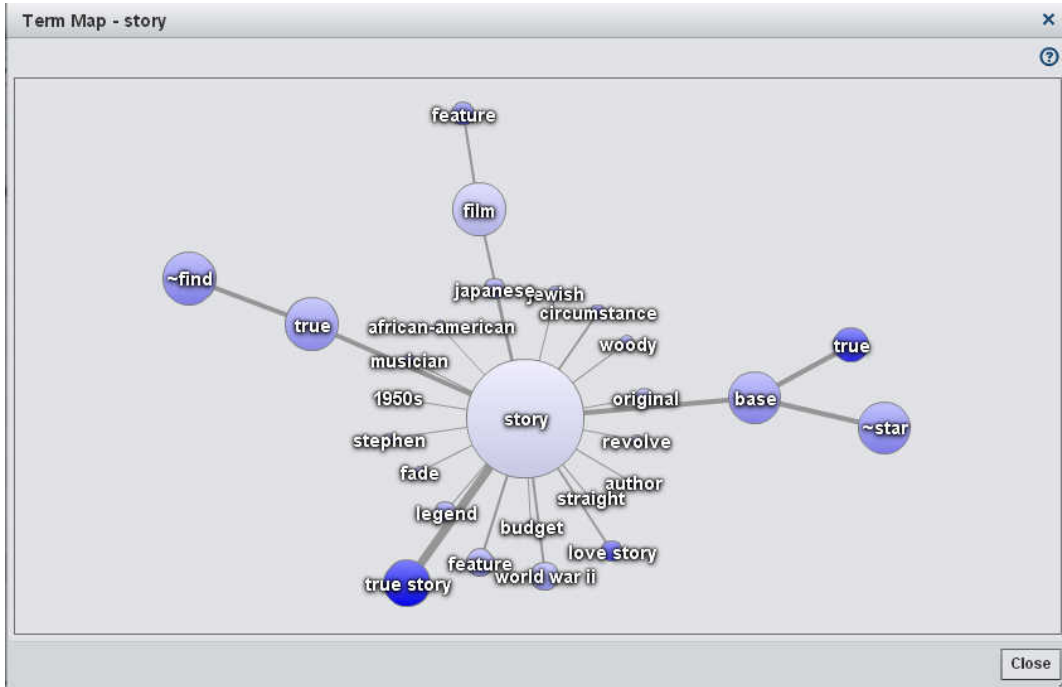 Term Map - story
feature
film
~find
japanese
jewish
circumstance
true
african-american
woody
true
musician
1950s
original
base
story
~star
stephen
revolve
fade
author
straight
legend
budget
love story
feature
world war ii
true story
Close